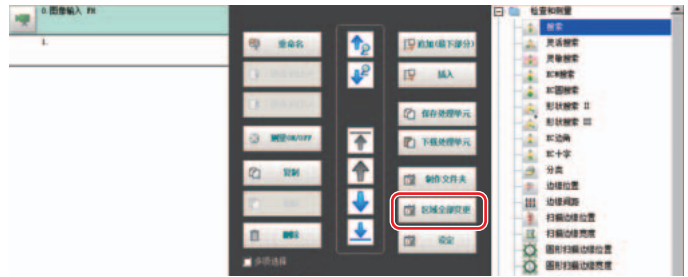 0.图像输入 FH
1.
重命名
测量ON/OFF
复制
删除
多项选择
追加(最下部分)
插入
保存处理单元
下载处理单元
制作文件夹
区域全部变更
设定
检查和测量
搜索
灵活搜索
灵敏搜索
ECM搜索
EC圆搜索
形状搜索 II
形状搜索 III
EC边角
EC十字
分类
边缘位置
边缘间距
扫描边缘位置
扫描边缘宽度
圆形扫描边缘位置
圆形扫描边缘宽度